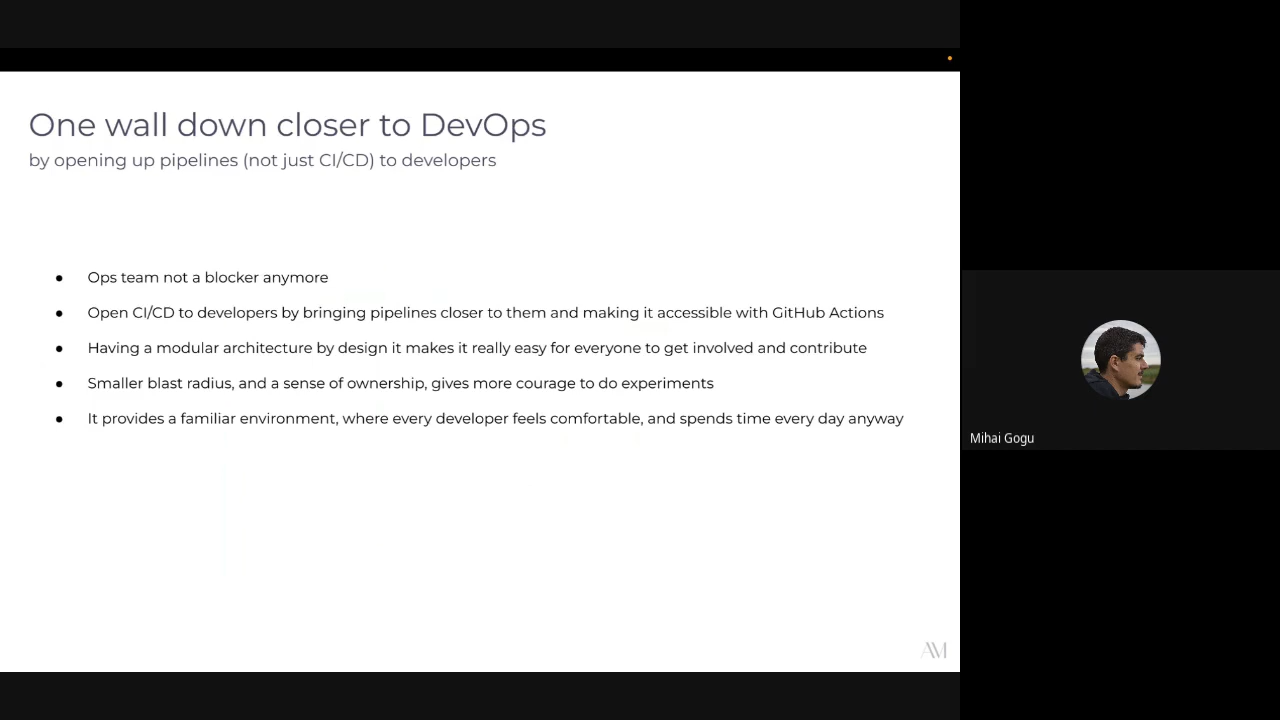 One wall down closer to DevOps
by opening up pipelines (not just CI/CD) to developers
● Ops team not a blocker anymore
● Open CI/CD to developers by bringing pipelines closer to them and making it accessible with GitHub Actions
● Having a modular architecture by design it makes it really easy for everyone to get involved and contribute
● Smaller blast radius, and a sense of ownership, gives more courage to do experiments
● It provides a familiar environment, where every developer feels comfortable, and spends time every day anyway
Mihai Gogu
AM